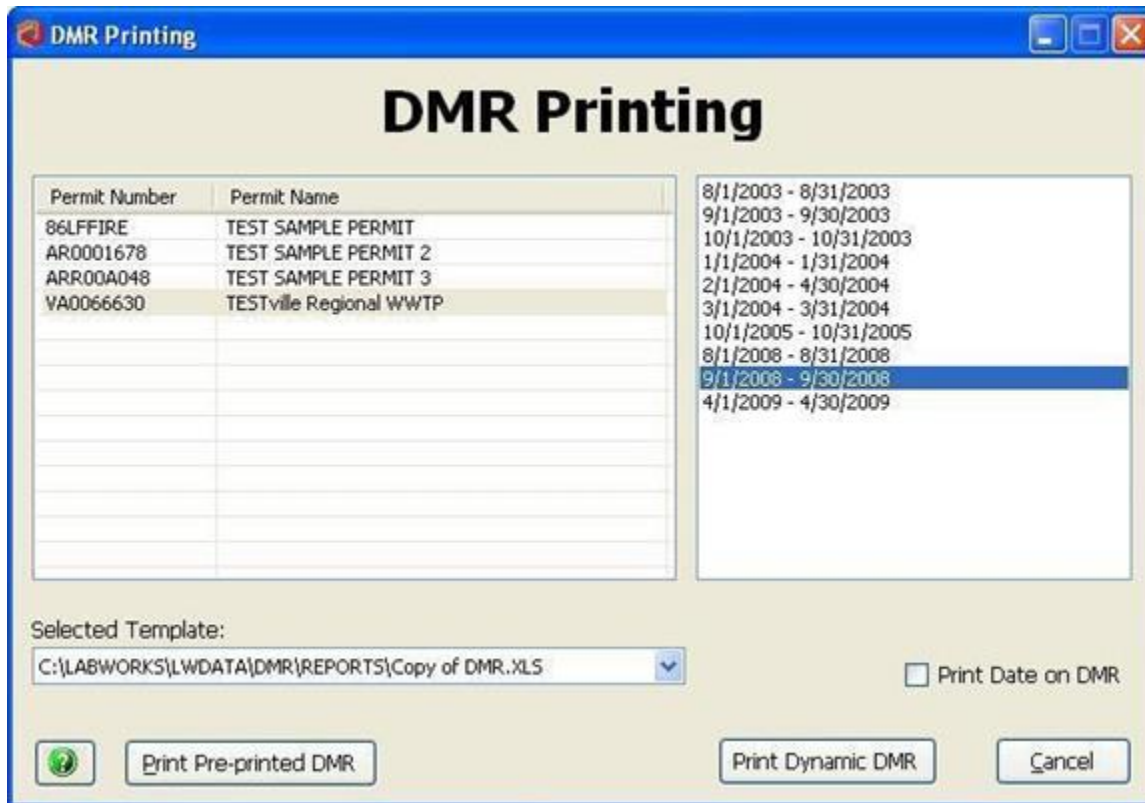 DMR Printing
DMR Printing
Permit Number Permit Name
86LFFIRE TEST SAMPLE PERMIT
AR0001678 TEST SAMPLE PERMIT 2
ARR00A048 TEST SAMPLE PERMIT 3
VA0066630 TESTville Regional WWTP
8/1/2003 - 8/31/2003
9/1/2003 - 9/30/2003
10/1/2003 - 10/31/2003
1/1/2004 - 1/31/2004
2/1/2004 - 4/30/2004
3/1/2004 - 3/31/2004
10/1/2005 - 10/31/2005
8/1/2008 - 8/31/2008
9/1/2008 - 9/30/2008
4/1/2009 - 4/30/2009
Selected Template:
C:\LABWORKS\LWDATA\DMR\REPORTS\Copy of DMR.XLS
Print Date on DMR
Print Pre-printed DMR
Print Dynamic DMR
Cancel